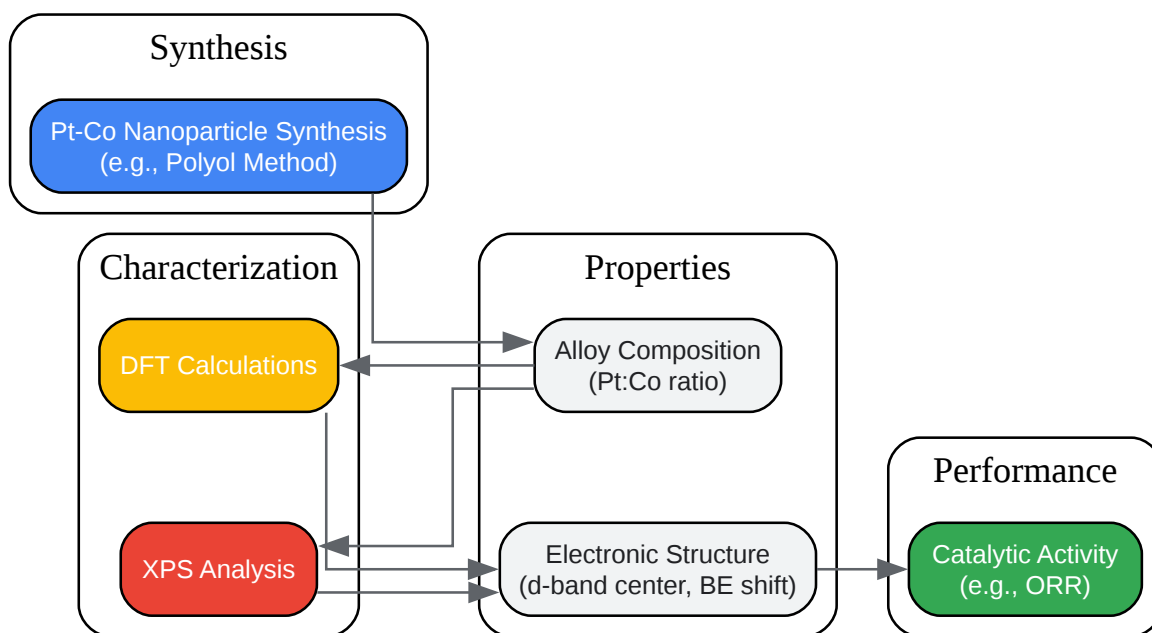 Synthesis
Pt-Co Nanoparticle Synthesis
(e.g., Polyol Method)
Characterization
DFT Calculations
XPS Analysis
Properties
Alloy Composition
(Pt:Co ratio)
Electronic Structure
(d-band center, BE shift)
Performance
Catalytic Activity
(e.g., ORR)